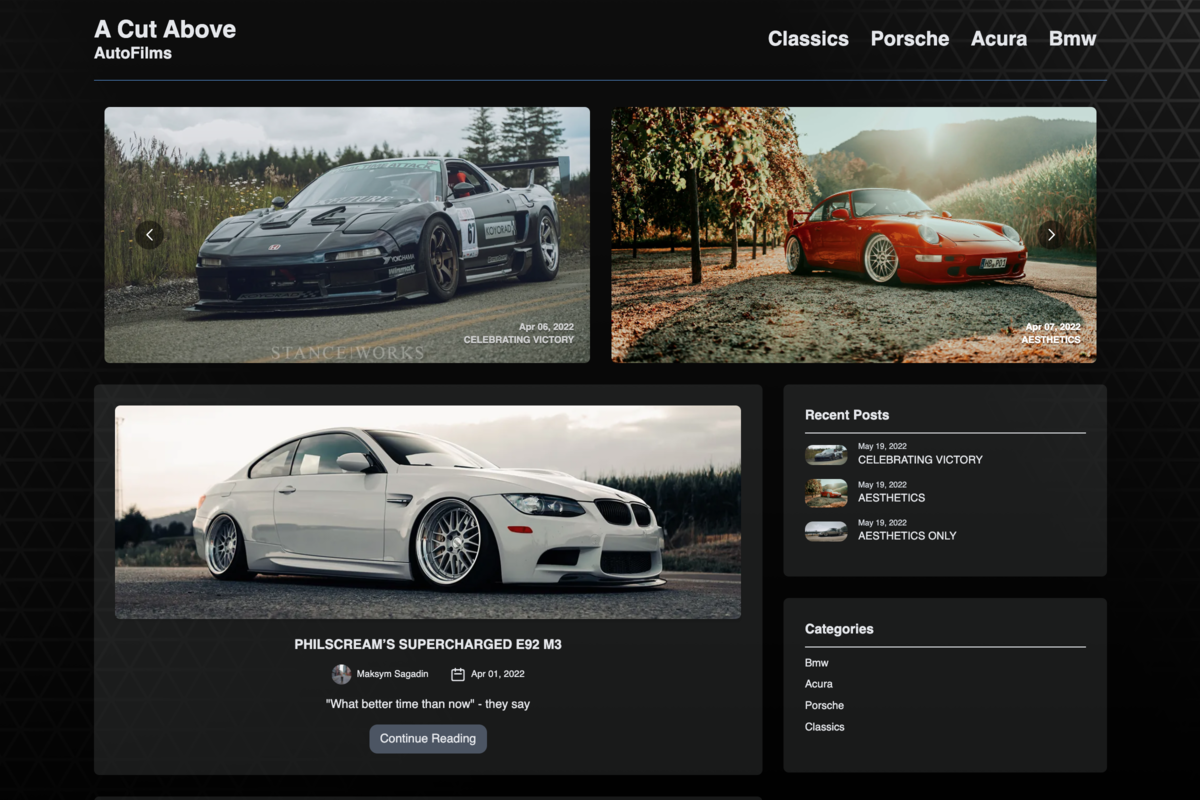 A Cut Above
AutoFilms
Classics Porsche Acura Bmw
KOYORAD
67
YOKOHAMA
STANCE|WORKS
Apr 06, 2022
CELEBRATING VICTORY
Apr 07, 2022
AESTHETICS
PHILSCREAM'S SUPERCHARGED E92 M3
Maksym Sagadin Apr 01, 2022
"What better time than now" - they say
Continue Reading
Recent Posts
May 19, 2022
CELEBRATING VICTORY
May 19, 2022
AESTHETICS
May 19, 2022
AESTHETICS ONLY
Categories
Bmw
Acura
Porsche
Classics